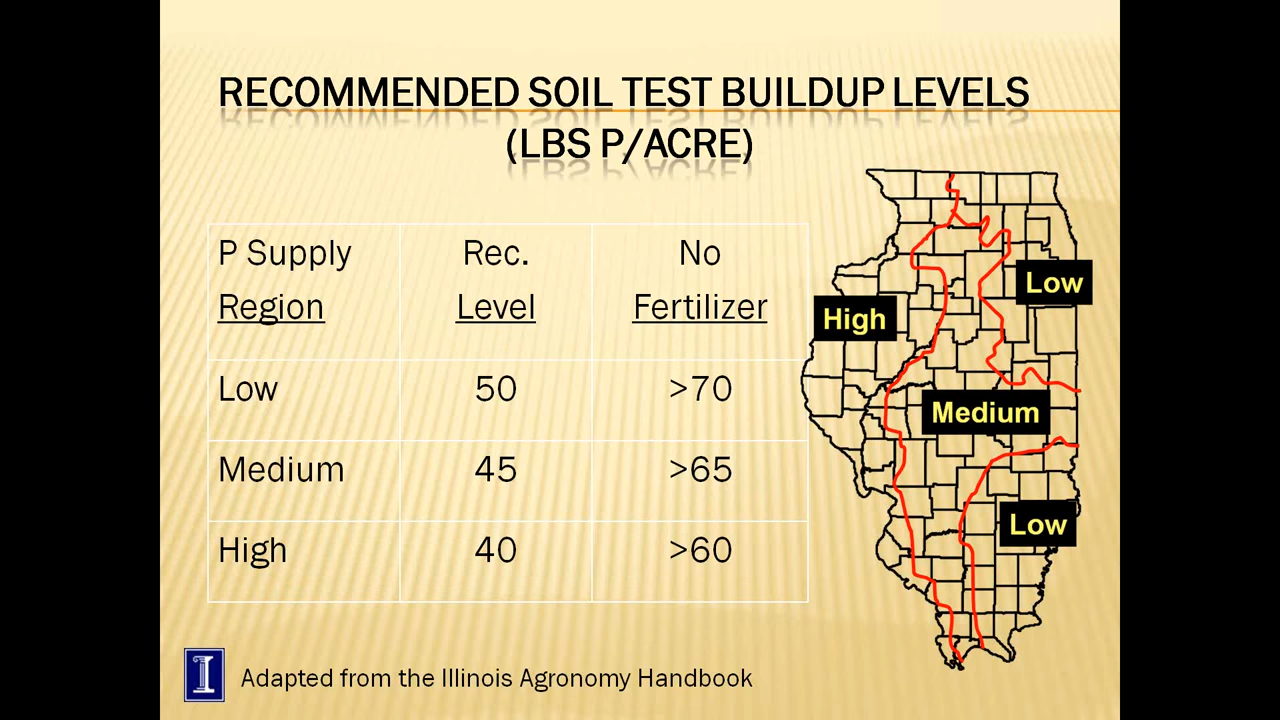 RECOMMENDED SOIL TEST BUILDUP LEVELS
(LBS P/ACRE)
P Supply Region
Rec. Level
No Fertilizer
Low 50 >70
Medium 45 >65
High 40 >60
Low
High
Medium
Low
I
Adapted from the Illinois Agronomy Handbook